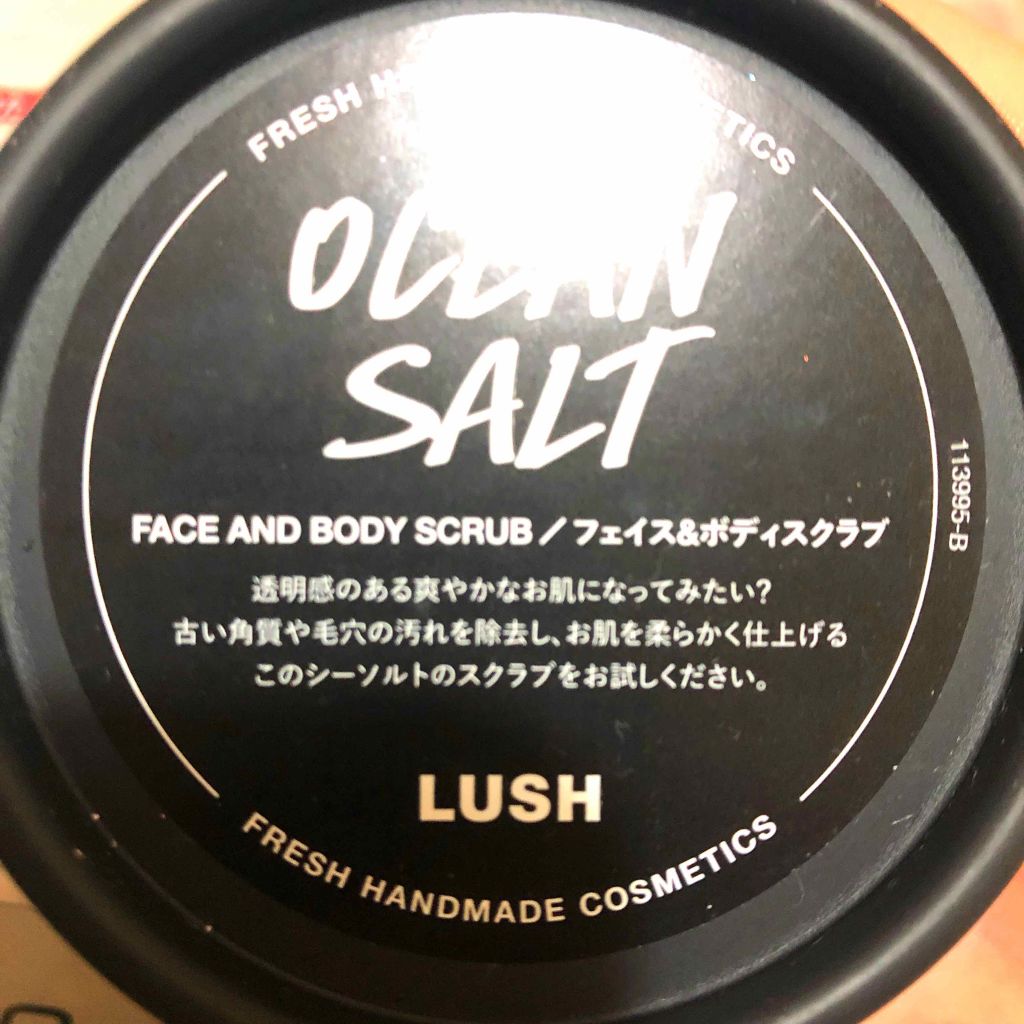 FRESH COSMETICS
OCEAN
SALT
FACE AND BODY SCRUB/フェイス&ボディスクラブ
透明感のある爽やかなお肌になってみたい?
古い角質や毛穴の汚れを除去し、お肌を柔らかく仕上げる
このシーソルトのスクラブをお試しください。
LUSH
FRESH HANDMADE COSMETICS
113995-B